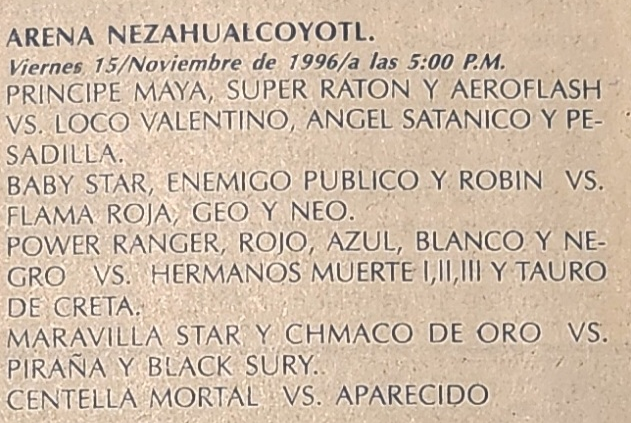 ARENA NEZAHUALCOYOTL.
Viernes 15/Noviembre de 1996/a las 5:00 P.M.
PRINCIPE MAYA, SUPER RATON Y AEROFLASH
VS. LOCO VALENTINO, ANGEL SATANICO Y PE-
SADILLA.
BABY STAR, ENEMIGO PUBLICO Y ROBIN VS.
FLAMA ROJA, GEO Y NEO.
POWER RANGER, ROJO, AZUL, BLANCO Y NE-
GRO VS. HERMANOS MUERTE I,II,III Y TAURO
DE CRETA.
MARAVILLA STAR Y CHMACO DE ORO VS.
PIRAÑA Y BLACK SURY..
CENTELLA MORTAL VS. APARECIDO